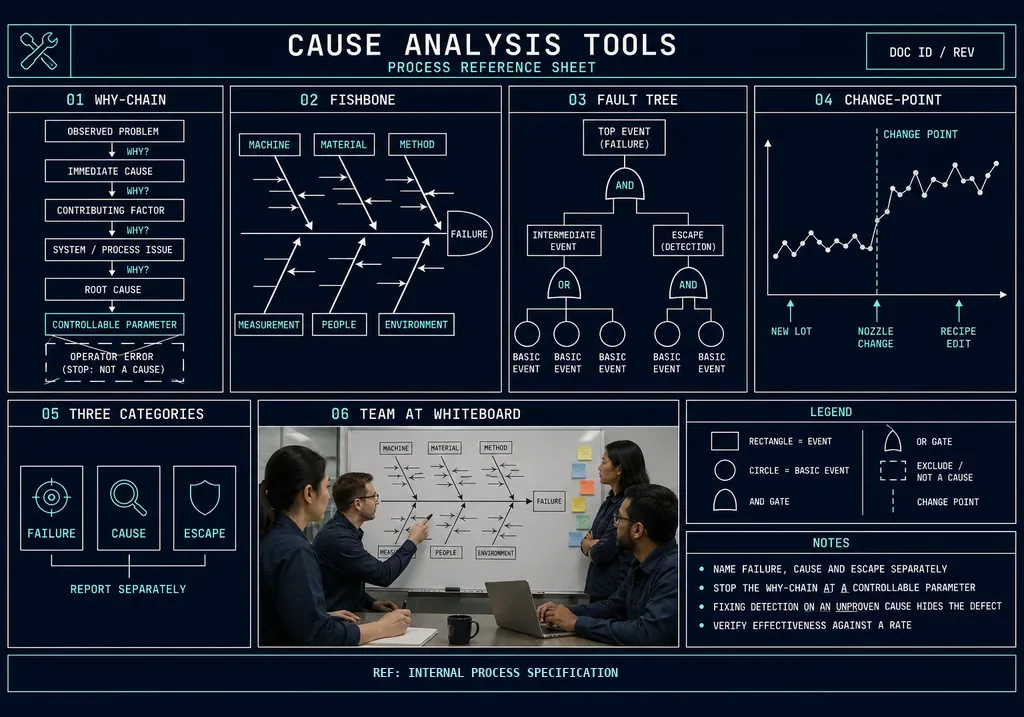 CAUSE ANALYSIS TOOLS
PROCESS REFERENCE SHEET
DOC ID / REV
01 WHY-CHAIN
OBSERVED PROBLEM
WHY?
IMMEDIATE CAUSE
WHY?
CONTRIBUTING FACTOR
WHY?
SYSTEM / PROCESS ISSUE
WHY?
ROOT CAUSE
CONTROLLABLE PARAMETER
OPERATOR ERROR
(STOP: NOT A CAUSE)
02 FISHBONE
MACHINE
MATERIAL
METHOD
FAILURE
MEASUREMENT
PEOPLE
ENVIRONMENT
03 FAULT TREE
TOP EVENT
(FAILURE)
AND
INTERMEDIATE
EVENT
ESCAPE
(DETECTION)
OR
AND
BASIC
EVENT
BASIC
EVENT
BASIC
EVENT
BASIC
EVENT
BASIC
EVENT
04 CHANGE-POINT
CHANGE POINT
NEW LOT
NOZZLE
CHANGE
RECIPE
EDIT
05 THREE CATEGORIES
FAILURE
CAUSE
ESCAPE
REPORT SEPARATELY
06 TEAM AT WHITEBOARD
MACHINE
MATERIAL
METHOD
FAILURE
PEOPLE
ENVIRONMENT
LEGEND
RECTANGLE = EVENT
CIRCLE = BASIC EVENT
AND GATE
OR GATE
EXCLUDE /
NOT A CAUSE
CHANGE POINT
NOTES
• NAME FAILURE, CAUSE AND ESCAPE SEPARATELY
• STOP THE WHY-CHAIN AT A CONTROLLABLE PARAMETER
• FIXING DETECTION ON AN UNPROVEN CAUSE HIDES THE DEFECT
• VERIFY EFFECTIVENESS AGAINST A RATE
REF: INTERNAL PROCESS SPECIFICATION